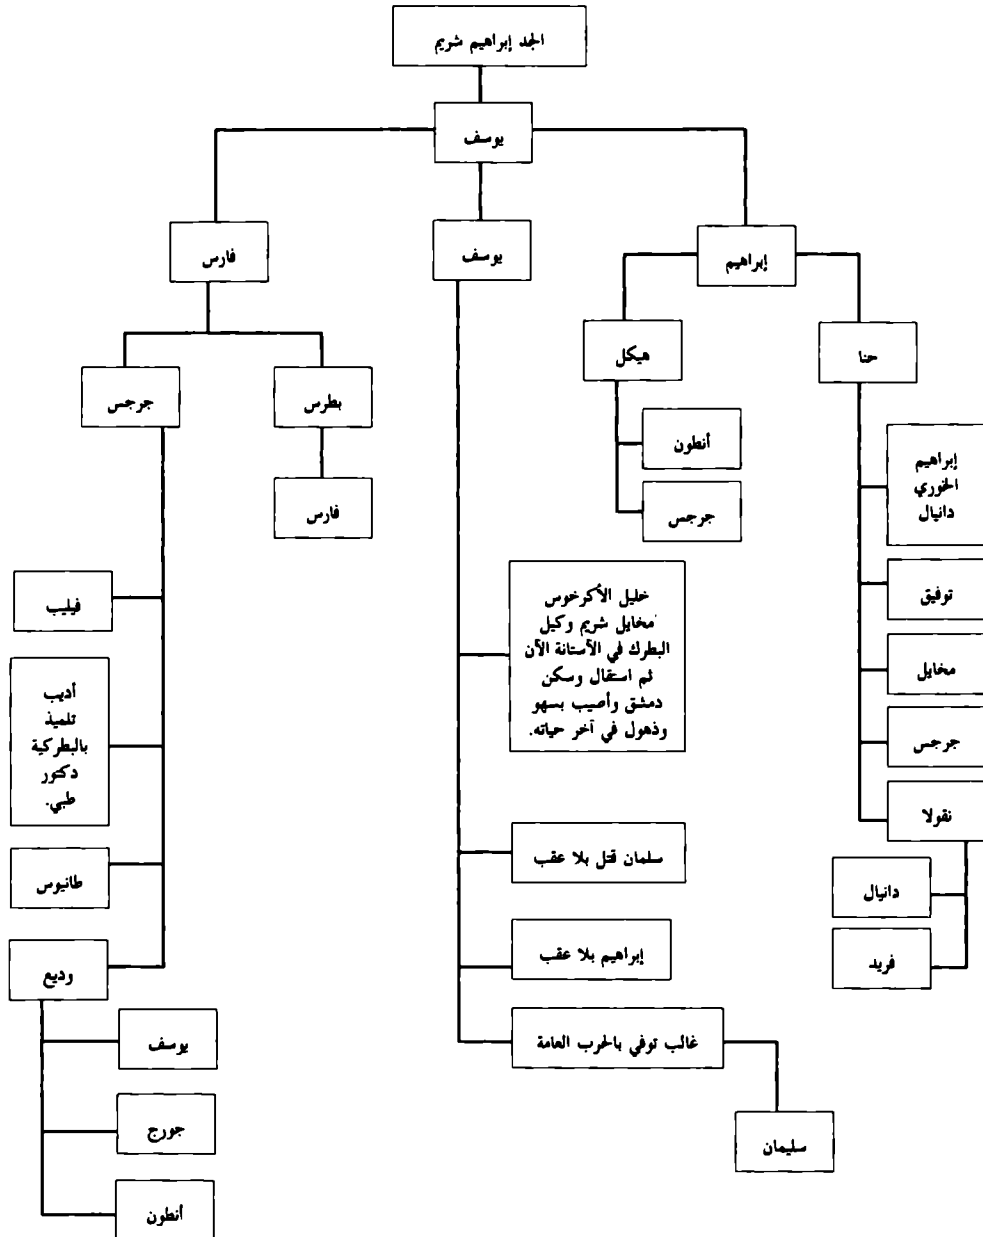 الجد إبراهيم شريم
يوسف
إبراهيم
يوسف
فارس
حنا
هيكل
بطرس
جرجس
أنطون
جرجس
فارس
إبراهيم
الخوري
دانيال
توفيق
مخايل
جرجس
نقولا
دانيال
فريد
خليل الأكرخوس
مخايل شريم وكيل
البطرك في الآستانة الآن
ثم استقال وسكن
دمشق وأصيب بسهو
وذهول في آخر حياته.
سلمان قتل بلا عقب
إبراهيم بلا عقب
غالب توفي بالحرب العامة
سليمان
فيليب
أديب
تلميذ
بالبطركية
دكتور
طبي.
طانيوس
وديع
يوسف
جورج
أنطون